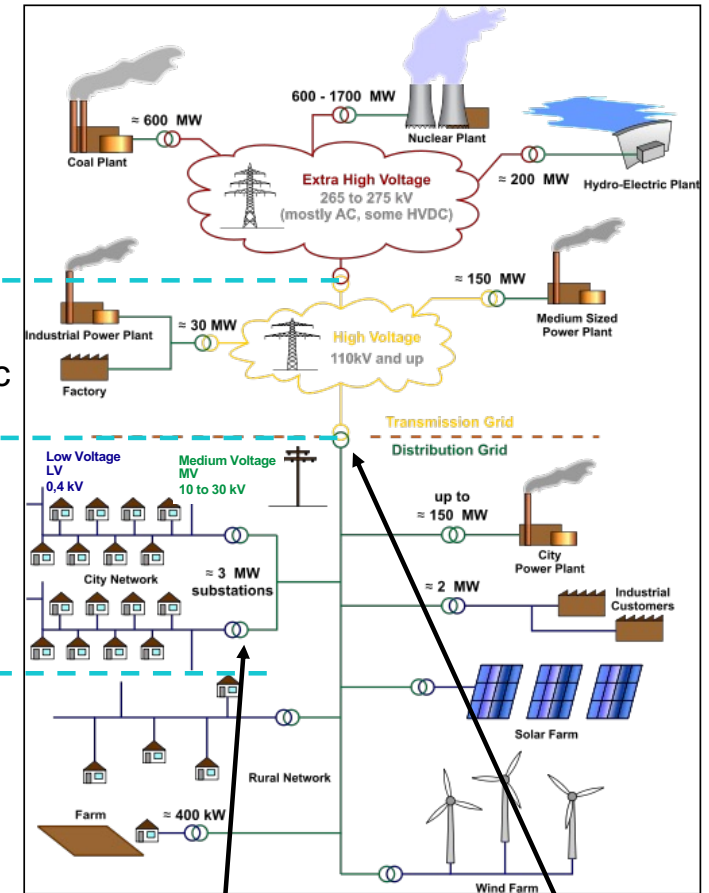 600 - 1700 MW
≈ 600 MW
Coal Plant
Nuclear Plant
Extra High Voltage
265 to 275 kV
(mostly AC, some HVDC)
≈ 200 MW
Hydro-Electric Plant
≈ 150 MW
Medium Sized
Power Plant
Industrial Power Plant
≈ 30 MW
High Voltage
110kV and up
Factory
c
Transmission Grid
Distribution Grid
Low Voltage
LV
0,4 kV
Medium Voltage
MV
10 to 30 kV
up to
≈ 150 MW
City
Power Plant
City Network
≈ 3 MW
substations
≈ 2 MW
Industrial
Customers
Solar Farm
Rural Network
Farm
≈ 400 kW
Wind Farm